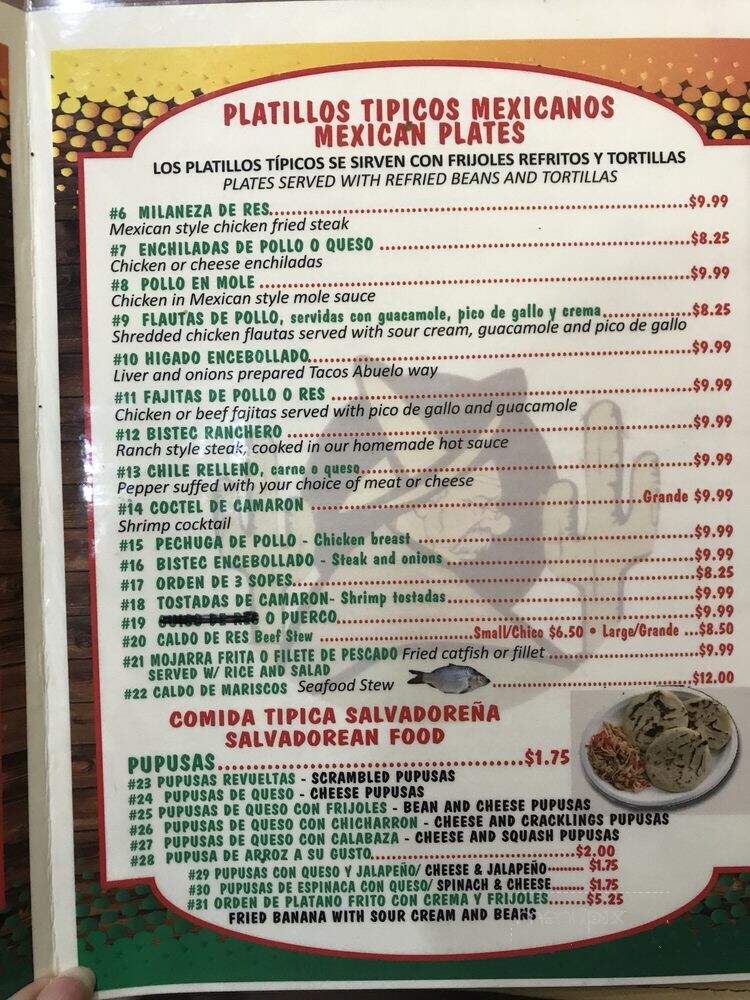 PLATILLOS TIPICOS MEXICANOS
MEXICAN PLATES
LOS PLATILLOS TÍPICOS SE SIRVEN CON FRIJOLES REFRITOS Y TORTILLAS
PLATES SERVED WITH REFRIED BEANS AND TORTILLAS
#6 MILANEZA DE RES...$9.99
Mexican style chicken fried steak
#7 ENCHILADAS DE POLLO O QUESO ...$8.25
Chicken or cheese enchiladas
#8 POLLO EN MOLE ...$9.99
Chicken in Mexican style mole sauce
#9 FLAUTAS DE POLLO, servidas con guacamole, pico de gallo y crema...$8.25
Shredded chicken flautas served with sour cream, guacamole and pico de gallo
#10 HIGADO ENCEBOLLADO...$9.99
Liver and onions prepared Tacos Abuelo way
#11 FAJITAS DE POLLO O RES ...$9.99
Chicken or beef fajitas served with pico de gallo and guacamole
#12 BISTEC RANCHERO ...$9.99
Ranch style steak, cooked in our homemade hot sauce
#13 CHILE RELLENO, carne o queso...$9.99
Pepper suffed with your choice of meat or cheese
#14 COCTEL DE CAMARON ...Grande $9.99
Shrimp cocktail
#15 PECHUGA DE POLLO - Chicken breast ...$9.99
#16 BISTEC ENCEBOLLADO - Steak and onions ...$9.99
#17 ORDEN DE 3 SOPES...$8.25
#18 TOSTADAS DE CAMARON- Shrimp tostadas...$9.99
#19 O PUERCO...$9.99
#20 CALDO DE RES Beef Stew ...Small/Chico $6.50 • Large/Grande ...$8.50
#21 MOJARRA FRITA O FILETE DE PESCADO Fried catfish or fillet ...$9.99
SERVED W/ RICE AND SALAD
#22 CALDO DE MARISCOS Seafood Stew ...$12.00
COMIDA TIPICA SALVADOREÑA
SALVADOREAN FOOD
PUPUSAS...$1.75
#23 PUPUSAS REVUELTAS - SCRAMBLED PUPUSAS
#24 PUPUSAS DE QUESO - CHEESE PUPUSAS
#25 PUPUSAS DE QUESO CON FRIJOLES - BEAN AND CHEESE PUPUSAS
#26 PUPUSAS DE QUESO CON CHICHARRON - CHEESE AND CRACKLINGS PUPUSAS
#27 PUPUSAS DE QUESO CON CALABAZA - CHEESE AND SQUASH PUPUSAS
#28 PUPUSA DE ARROZ A SU GUSTO...$2.00
#29 PUPUSAS CON QUESO Y JALAPEÑO/ CHEESE & JALAPEÑO... $1.75
#30 PUPUSAS DE ESPINACA CON QUESO/ SPINACH & CHEESE... $1.75
#31 ORDEN DE PLATANO FRITO CON CREMA Y FRIJOLES...$5.25
FRIED BANANA WITH SOUR CREAM AND BEANS